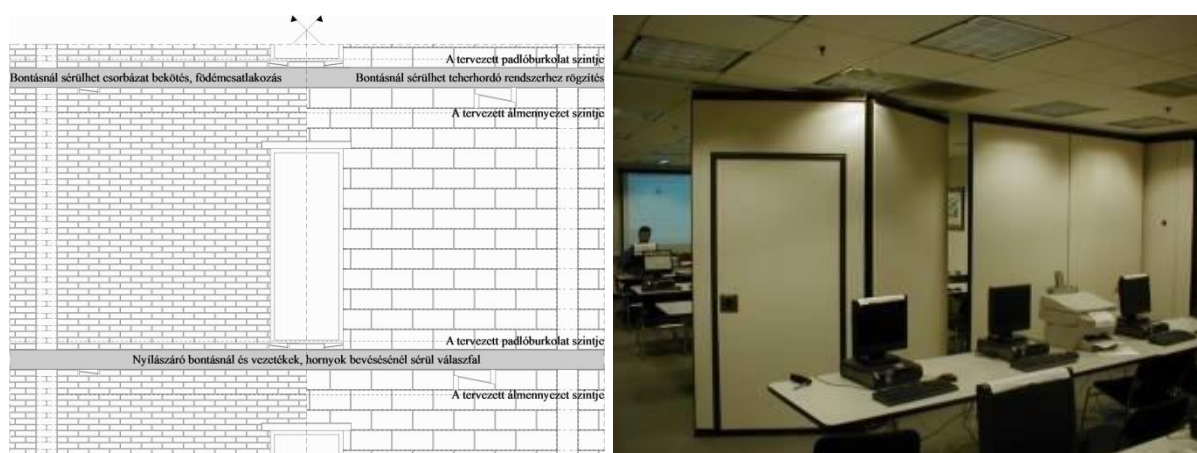 A tervezett padlóburkolat szintje
Bontásnál sérülhet csorbázat bekötés, födémcsatlakozás
Bontásnál sérülhet teherhordó rendszerhez rögzítés
A tervezett álmennyezet szintje
A tervezett padlóburkolat szintje
Nyílászáró bontásnál és vezetékek, hornyok bevésésénél sérül válaszfal
A tervezett álmennyezet szintje